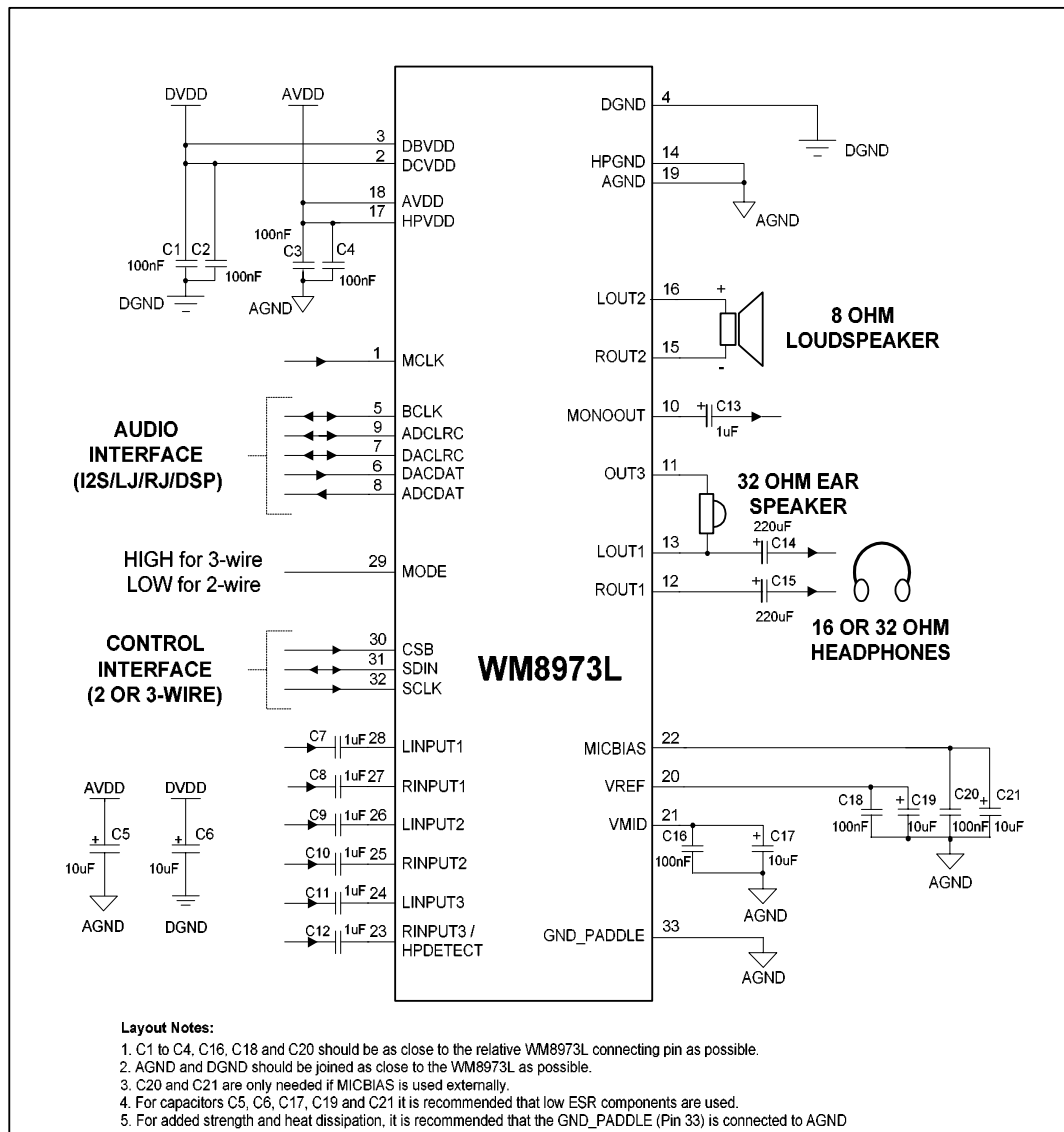 DVDD
AVDD
3
DBVDD
2
DCVDD
18
AVDD
17
HPVDD
C1
100nF
C2
100nF
100nF
C3
C4
100nF
DGND
AGND
1
MCLK
AUDIO
INTERFACE
(I2S/LJ/RJ/DSP)
5
BCLK
9
ADCLRC
7
DACLRC
6
DACDAT
8
ADCDAT
HIGH for 3-wire
LOW for 2-wire
29
MODE
CONTROL
INTERFACE
(2 OR 3-WIRE)
30
CSB
31
SDIN
32
SCLK
C7
1uF
28
LINPUT1
C8
1uF
27
RINPUT1
C9
1uF
26
LINPUT2
C10
1uF
25
RINPUT2
C11
1uF
24
LINPUT3
C12
1uF
23
RINPUT3 /
HPDETECT
AVDD
+
C5
10uF
AGND
DVDD
+
C6
10uF
DGND
WM8973L
DGND
4
DGND
HPGND
14
AGND
19
AGND
LOUT2
16
+
ROUT2
15
-
8 OHM
LOUDSPEAKER
MONOOUT
10
+
C13
1uF
OUT3
11
32 OHM EAR
SPEAKER
LOUT1
13
220uF
+
C14
ROUT1
12
+
C15
220uF
16 OR 32 OHM
HEADPHONES
MICBIAS
22
VREF
20
VMID
21
C16
100nF
+
C17
10uF
AGND
C18
100nF
+
C19
10uF
C20
100nF
+
C21
10uF
AGND
GND_PADDLE
33
AGND
Layout Notes:
1. C1 to C4, C16, C18 and C20 should be as close to the relative WM8973L connecting pin as possible.
2. AGND and DGND should be joined as close to the WM8973L as possible.
3. C20 and C21 are only needed if MICBIAS is used externally.
4. For capacitors C5, C6, C17, C19 and C21 it is recommended that low ESR components are used.
5. For added strength and heat dissipation, it is recommended that the GND_PADDLE (Pin 33) is connected to AGND